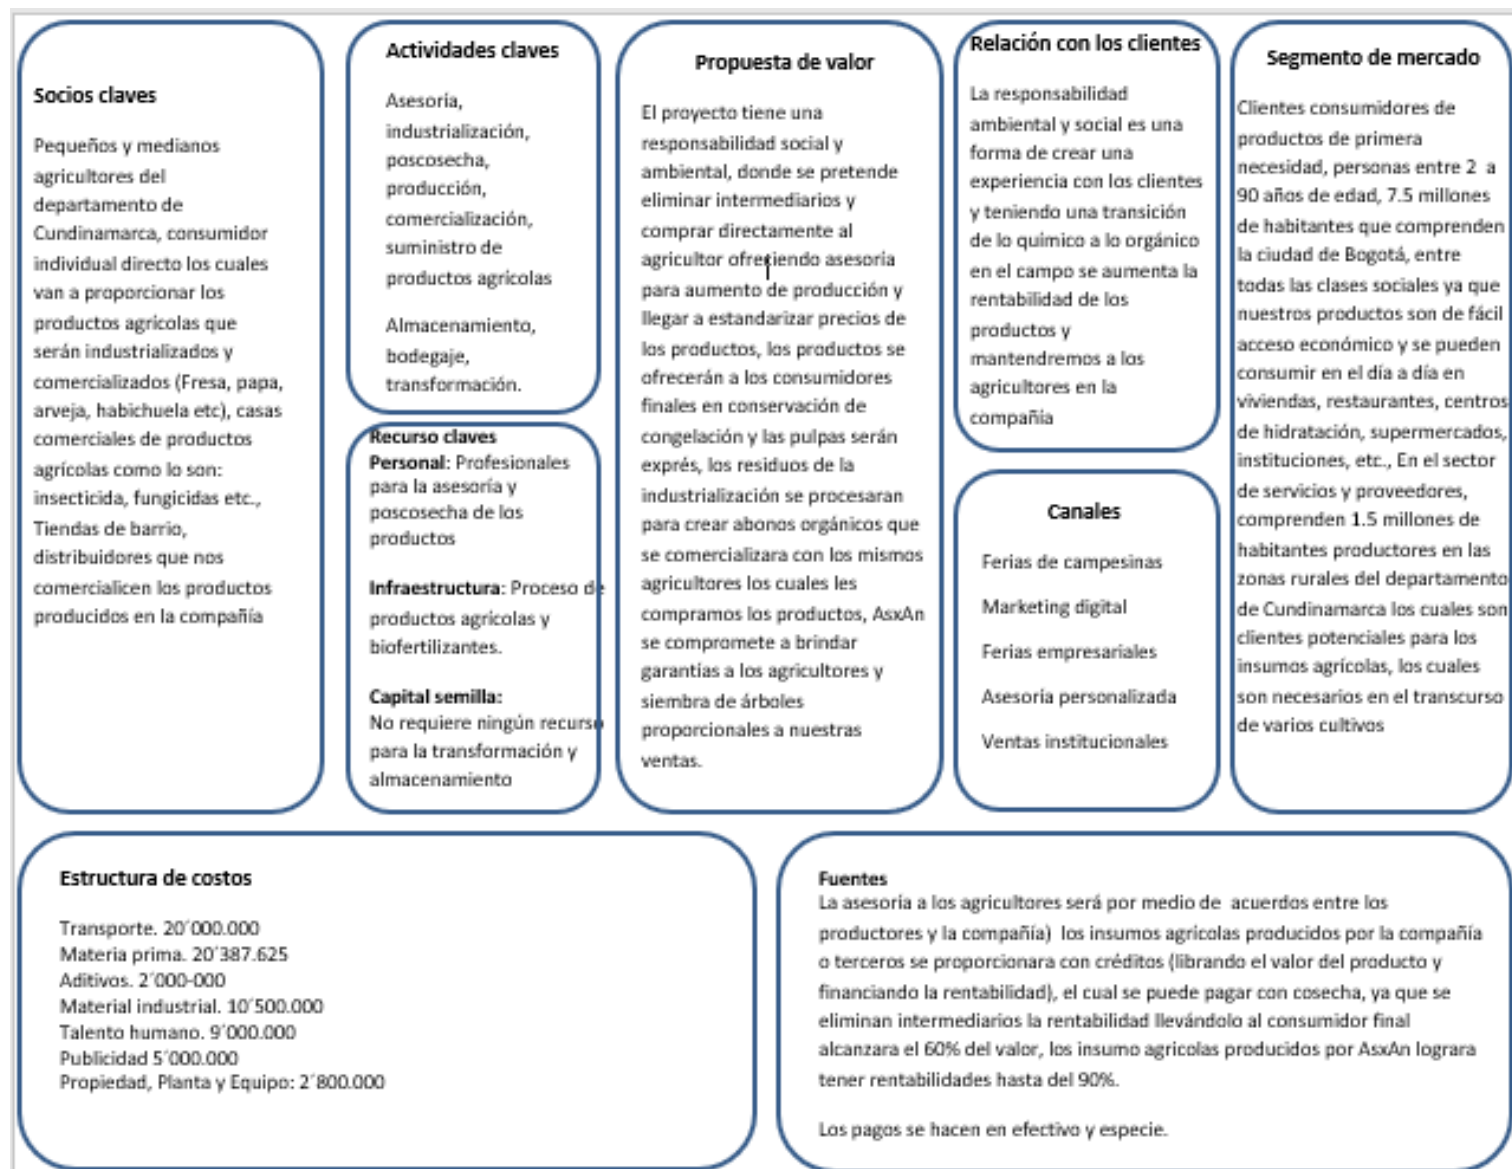 Socios claves
Pequeños y medianos
agricultores del
departamento de
Cundinamarca, consumidor
individual directo los cuales
van a proporcionar los
productos agrícolas que
serán industrializados y
comercializados (Fresa, papa,
arveja, habichuela etc), casas
comerciales de productos
agrícolas como lo son:
insecticida, fungicidas etc.,
Tiendas de barrio,
distribuidores que nos
comercialicen los productos
producidos en la compañía
Actividades claves
Asesoría,
industrialización,
poscosecha,
producción,
comercialización,
suministro de
productos agrícolas
Almacenamiento,
bodegaje,
transformación.
Recurso claves
Personal: Profesionales
para la asesoría y
poscosecha de los
productos
Infraestructura: Proceso de
productos agrícolas y
biofertilizantes.
Capital semilla:
No requiere ningún recurso
para la transformación y
almacenamiento
Propuesta de valor
El proyecto tiene una
responsabilidad social y
ambiental, donde se pretende
eliminar intermediarios y
comprar directamente al
agricultor ofreciendo asesoría
para aumento de producción y
llegar a estandarizar precios de
los productos, los productos se
ofrecerán a los consumidores
finales en conservación de
congelación y las pulpas serán
exprés, los residuos de la
industrialización se procesaran
para crear abonos orgánicos que
se comercializara con los mismos
agricultores los cuales les
compramos los productos, AsxAn
se compromete a brindar
garantías a los agricultores y
siembra de árboles
proporcionales a nuestras
ventas.
Relación con los clientes
La responsabilidad
ambiental y social es una
forma de crear una
experiencia con los clientes
y teniendo una transición
de lo químico a lo orgánico
en el campo se aumenta la
rentabilidad de los
productos y
mantendremos a los
agricultores en la
compañía
Canales
Ferias de campesinas
Marketing digital
Ferias empresariales
Asesoría personalizada
Ventas institucionales
Segmento de mercado
Clientes consumidores de
productos de primera
necesidad, personas entre 2 a
90 años de edad, 7.5 millones
de habitantes que comprenden
la ciudad de Bogotá, entre
todas las clases sociales ya que
nuestros productos son de fácil
acceso económico y se pueden
consumir en el día a día en
viviendas, restaurantes, centros
de hidratación, supermercados,
instituciones, etc., En el sector
de servicios y proveedores,
comprenden 1.5 millones de
habitantes productores en las
zonas rurales del departamento
de Cundinamarca los cuales son
clientes potenciales para los
insumos agrícolas, los cuales
son necesarios en el transcurso
de varios cultivos
Estructura de costos
Transporte. 20´000.000
Materia prima. 20´387.625
Aditivos. 2´000-000
Material industrial. 10´500.000
Talento humano. 9´000.000
Publicidad 5´000.000
Propiedad, Planta y Equipo: 2´800.000
Fuentes
La asesoría a los agricultores será por medio de acuerdos entre los
productores y la compañía) los insumos agrícolas producidos por la compañía
o terceros se proporcionara con créditos (librando el valor del producto y
financiando la rentabilidad), el cual se puede pagar con cosecha, ya que se
eliminan intermediarios la rentabilidad llevándolo al consumidor final
alcanzara el 60% del valor, los insumo agrícolas producidos por AsxAn lograra
tener rentabilidades hasta del 90%.
Los pagos se hacen en efectivo y especie.